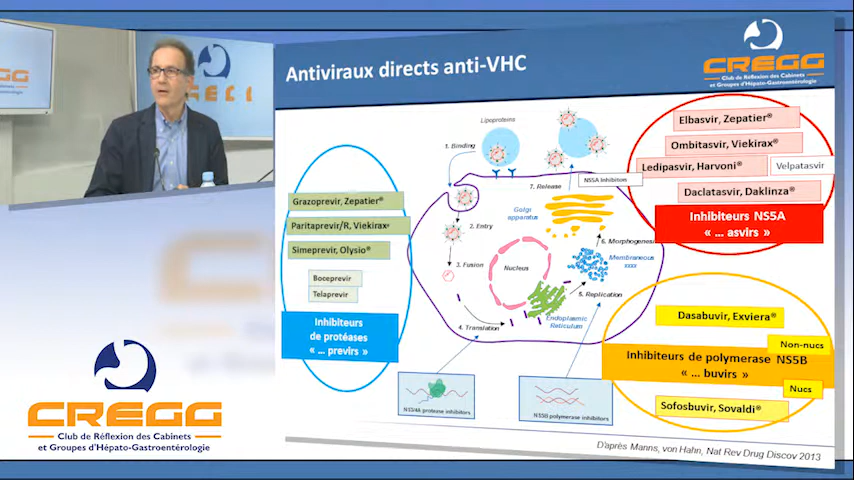 Antiviraux directs anti-VHC
CREGG
Club de Réflexion des Cabinets
et Groupes d'Hépato-Gastroentérologie
Lipoproteins
1. Binding
2. Entry
3. Fusion
4. Translation
5. Replication
6. Morphogenesis
7. Release
NS5A Inhibitors
Golgi
apparatus
Membraneous
xxxx
Nucleus
Endoplasmic
Reticulum
NS3/4A protease inhibitors
NS5B polymerase inhibitors
Grazoprevir, Zepatier®
Paritaprevir/R, Viekirax®
Simeprevir, Olysio®
Boceprevir
Telaprevir
Inhibiteurs
de protéases
« ... previrs »
Elbasvir, Zepatier®
Ombitasvir, Viekirax®
Ledipasvir, Harvoni®
Velpatasvir
Daclatasvir, Daklinza®
Inhibiteurs NS5A
« ... asvirs »
Dasabuvir, Exviera®
Non-nucs
Inhibiteurs de polymerase NS5B
« ... buvirs »
Nucs
Sofosbuvir, Sovaldi®
D'après Manns, von Hahn, Nat Rev Drug Discov 2013
CREGG
Club de Réflexion des Cabinets
et Groupes d'Hépato-Gastroentérologie